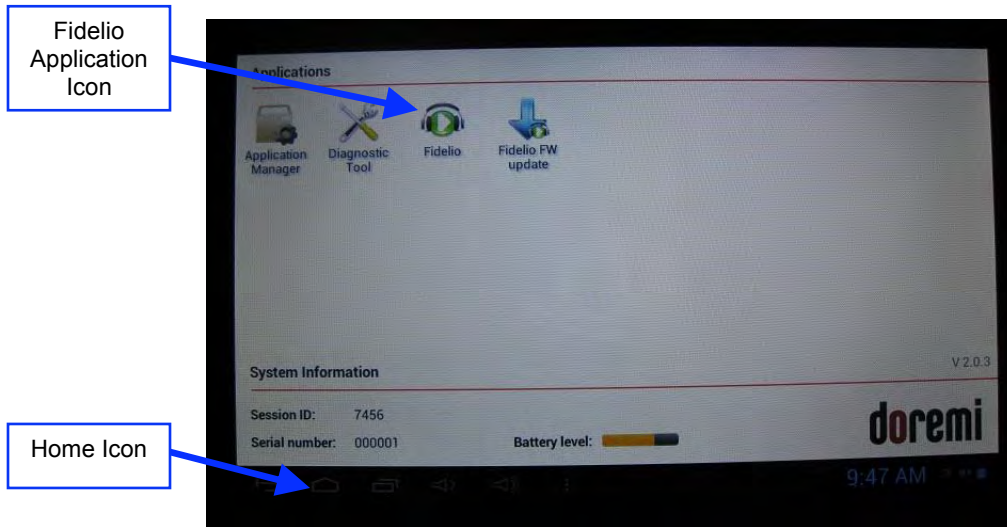 Fidelio
Application
Icon
Applications
Application
Manager
Diagnostic
Tool
Fidelio
Fidelio FW
update
V 2.0.3
System Information
Session ID: 7456
Serial number: 000001
Battery level:
doremi
Home Icon
9:47 AM